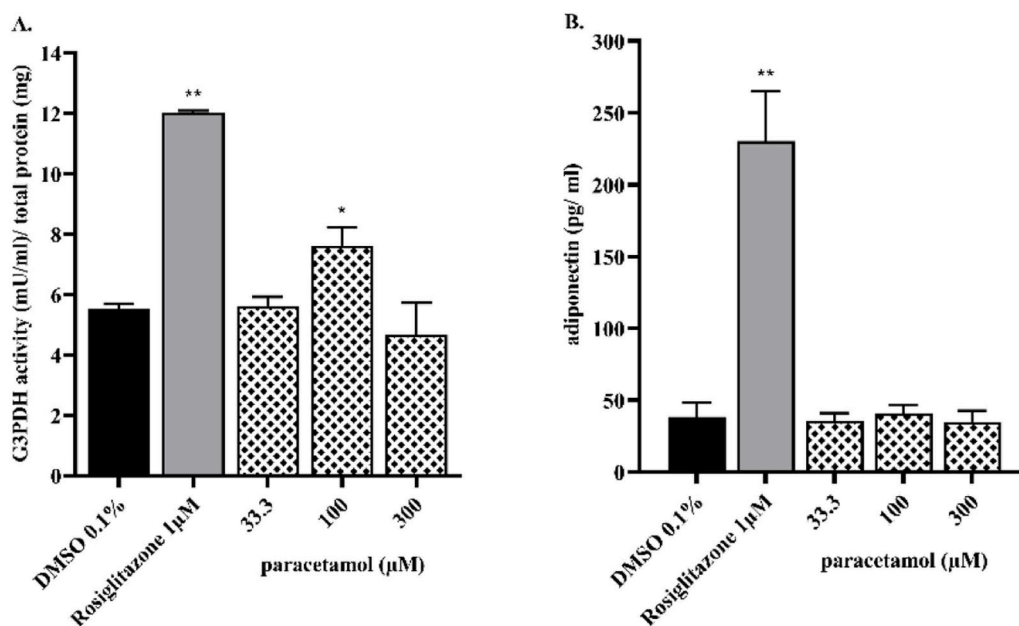 A.
G3PDH activity (mU/ml)/ total protein (mg)
14
12
10
8
6
4
2
0
**
*
DMSO 0.1%
Rosiglitazone 1µM
33.3
100
300
paracetamol (µM)
B.
adiponectin (pg/ ml)
300
250
200
150
100
50
0
**
DMSO 0.1%
Rosiglitazone 1µM
33.3
100
300
paracetamol (µM)